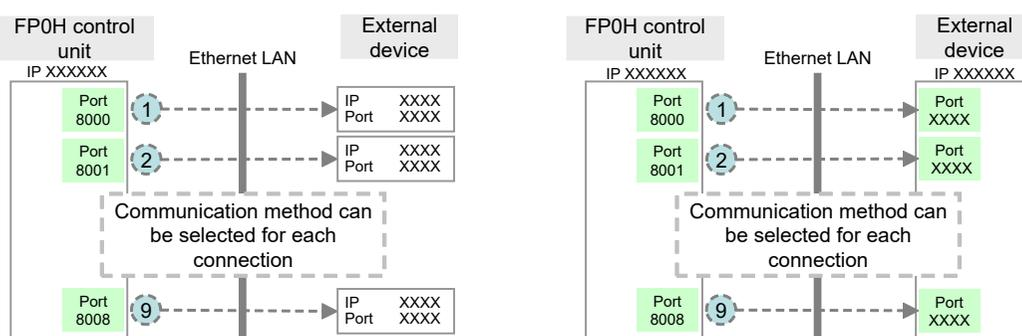 FP0H control
unit
External
device
Ethernet LAN
IP XXXXXX
Port
8000
1
IP XXXX
Port XXXX
Port
8001
2
IP XXXX
Port XXXX
Communication method can
be selected for each
connection
Port
8008
9
IP XXXX
Port XXXX
FP0H control
unit
External
device
Ethernet LAN
IP XXXXXX
IP XXXXXX
Port
8000
1
Port
XXXX
Port
8001
2
Port
XXXX
Communication method can
be selected for each
connection
Port
8008
9
Port
XXXX